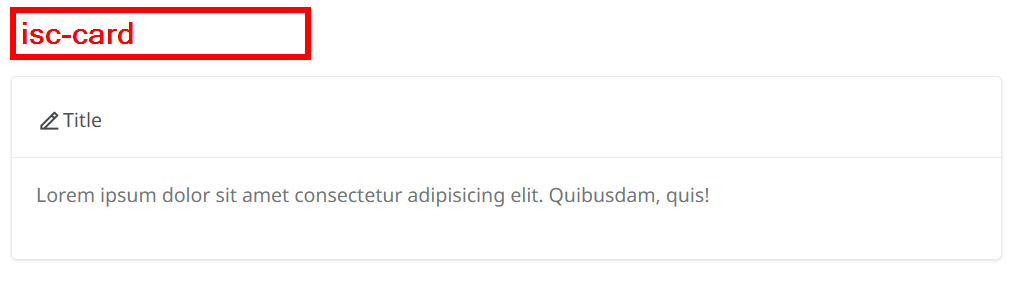 isc-card
Title
Lorem ipsum dolor sit amet consectetur adipisicing elit. Quibusdam, quis!